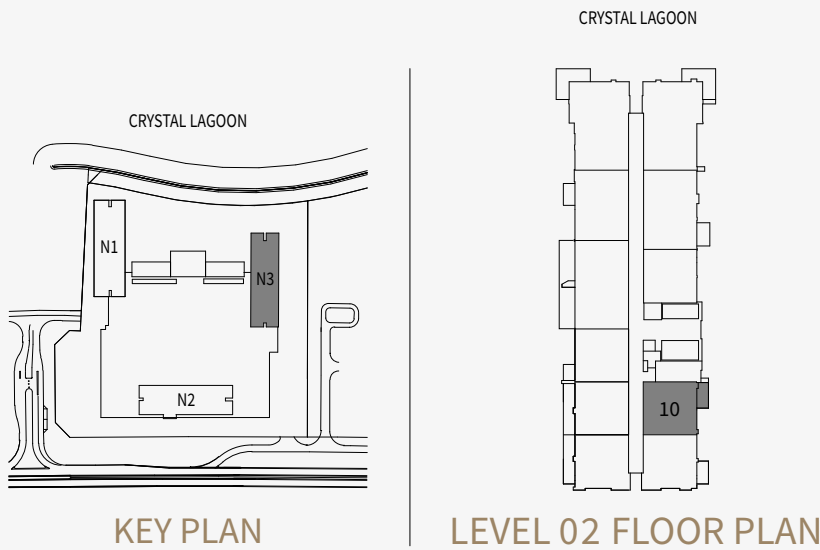 CRYSTAL LAGOON
N1
N3
N2
KEY PLAN
CRYSTAL LAGOON
10
LEVEL 02 FLOOR PLAN